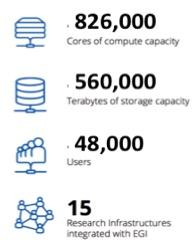 826,000
Cores of compute capacity
560,000
Terabytes of storage capacity
48,000
Users
15
Research Infrastructures
integrated with EGI